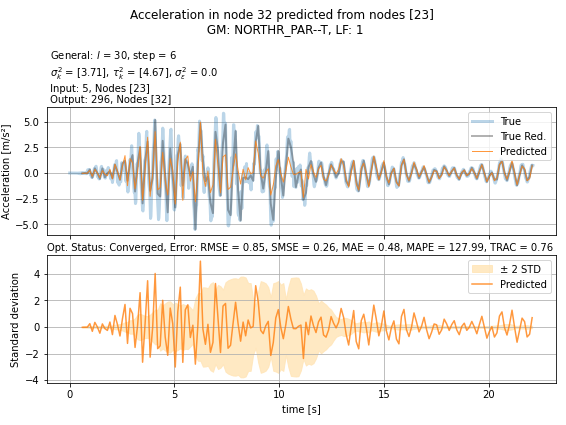 Acceleration in node 32 predicted from nodes [23]
GM: NORTHR_PAR--T, LF: 1
General: l = 30, step = 6
σ²ₖ = [3.71], τ²ₖ = [4.67], σ²ε = 0.0
Input: 5, Nodes [23]
Output: 296, Nodes [32]
Acceleration [m/s²]
5.0
2.5
0.0
−2.5
−5.0
True
True Red.
Predicted
Opt. Status: Converged, Error: RMSE = 0.85, SMSE = 0.26, MAE = 0.48, MAPE = 127.99, TRAC = 0.76
Standard deviation
4
2
0
−2
−4
± 2 STD
Predicted
0 5 10 15 20
time [s]